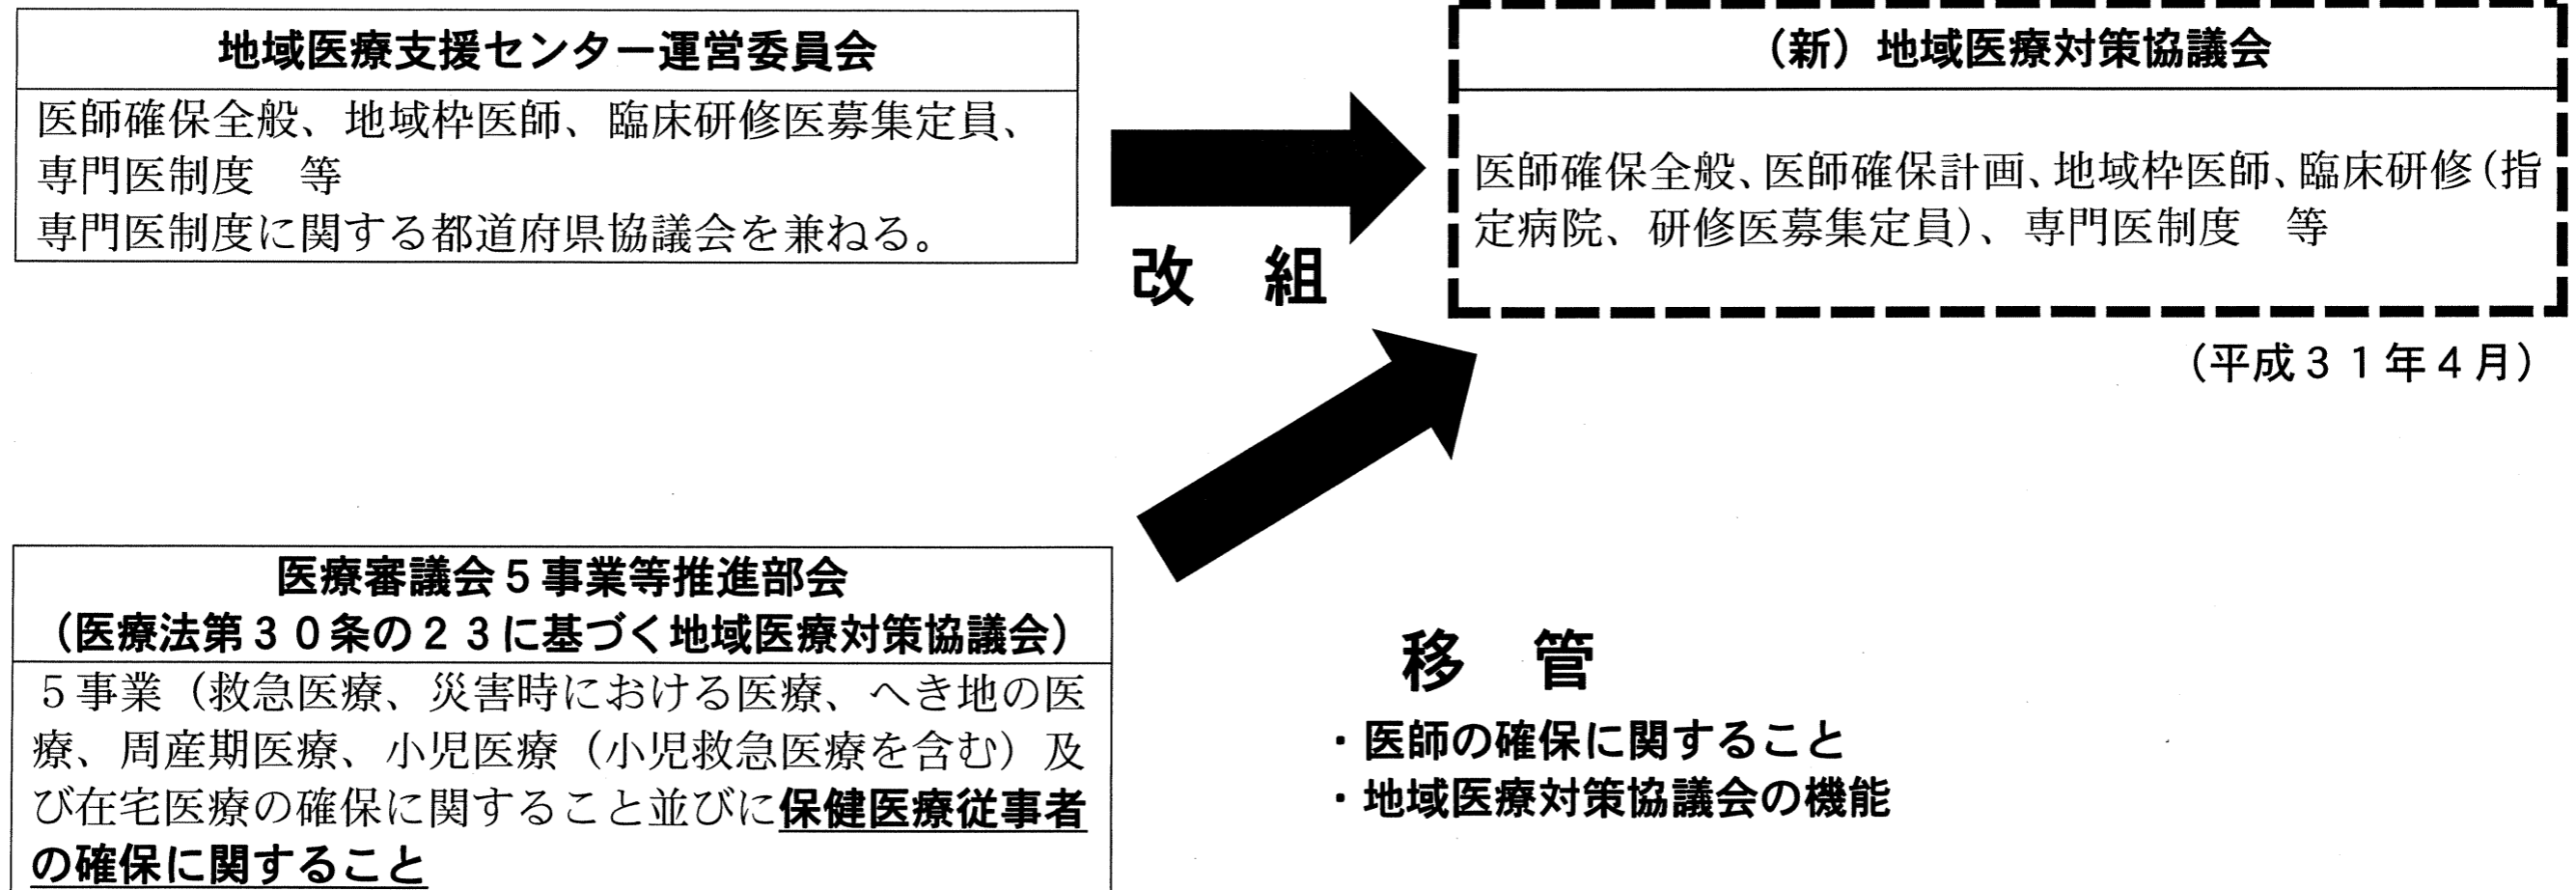 地域医療支援センター運営委員会
医師確保全般、地域枠医師、臨床研修医募集定員、
専門医制度　等
専門医制度に関する都道府県協議会を兼ねる。
改　組
（新）地域医療対策協議会
医師確保全般、医師確保計画、地域枠医師、臨床研修（指
定病院、研修医募集定員）、専門医制度　等
（平成３１年４月）
医療審議会５事業等推進部会
（医療法第３０条の２３に基づく地域医療対策協議会）
５事業（救急医療、災害時における医療、へき地の医
療、周産期医療、小児医療（小児救急医療を含む）及
び在宅医療の確保に関すること並びに保健医療従事者
の確保に関すること
移　管
・医師の確保に関すること
・地域医療対策協議会の機能